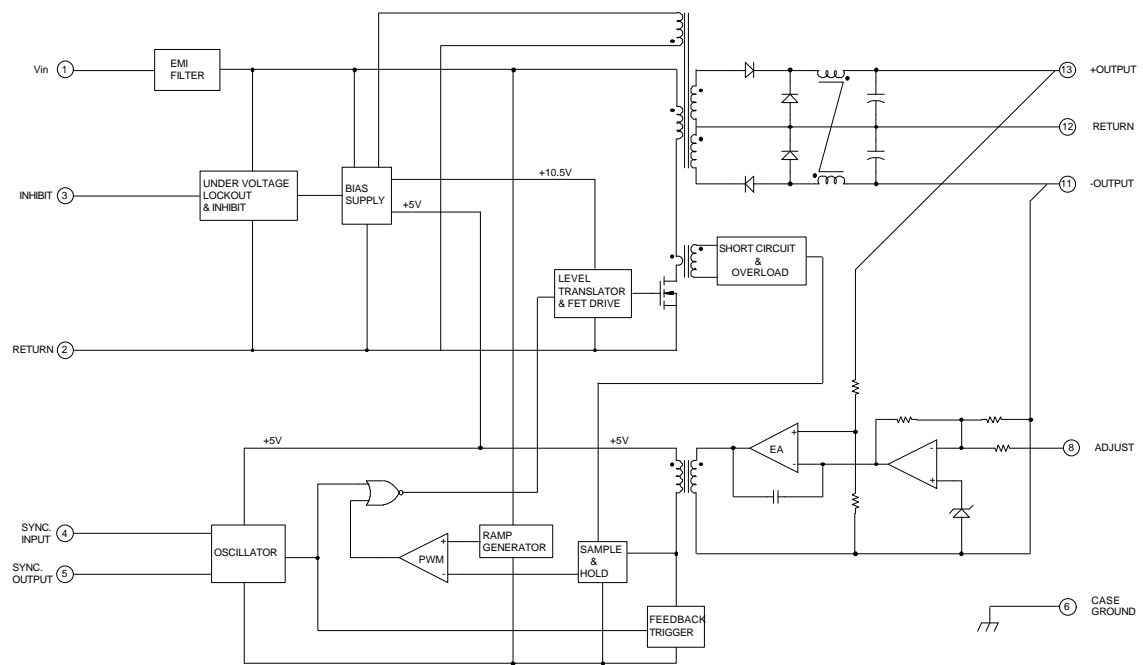 Vin
1
EMI
FILTER
13
+OUTPUT
12
RETURN
11
-OUTPUT
INHIBIT
3
UNDER VOLTAGE
LOCKOUT
& INHIBIT
BIAS
SUPPLY
+10.5V
+5V
SHORT CIRCUIT
&
OVERLOAD
LEVEL
TRANSLATOR
& FET DRIVE
RETURN
2
+5V
+5V
+
EA
-
-
+
8
ADJUST
SYNC.
INPUT
4
SYNC.
OUTPUT
5
OSCILLATOR
+
PWM
-
RAMP
GENERATOR
SAMPLE
&
HOLD
FEEDBACK
TRIGGER
6
CASE
GROUND